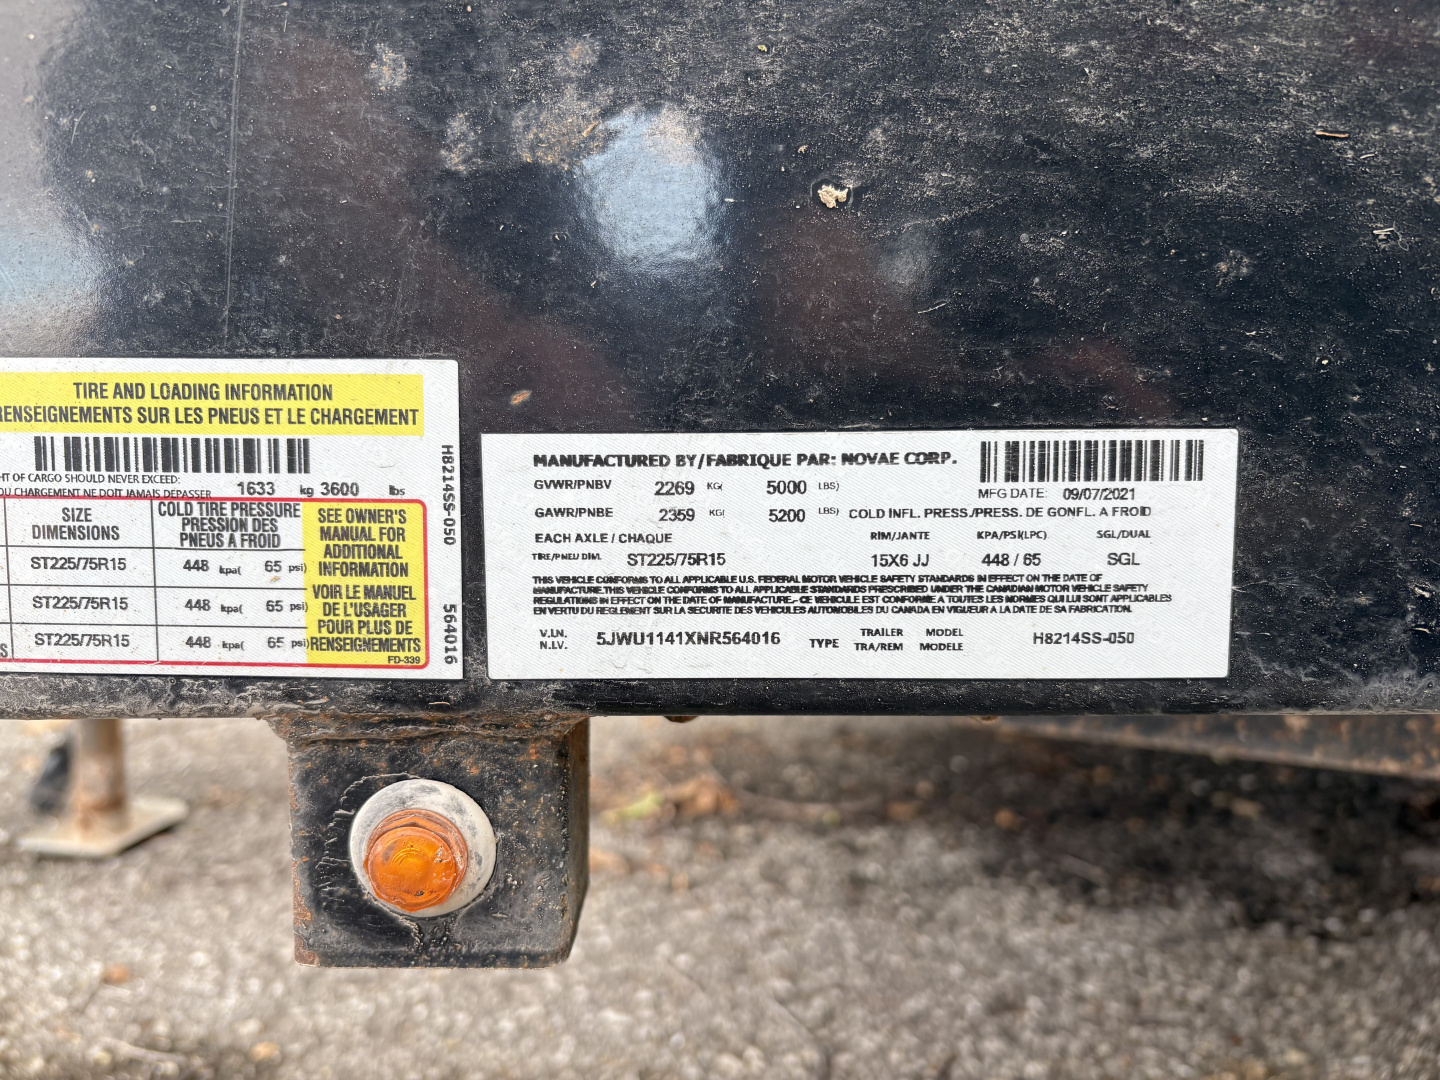 TIRE AND LOADING INFORMATION
RENSEIGNEMENTS SUR LES PNEUS ET LE CHARGEMENT
HT OF CARGO SHOULD NEVER EXCEED:
DU CHARGEMENT NE DOIT JAMAIS DEPASSER 1633 kg 3600 lbs
SIZE
DIMENSIONS
COLD TIRE PRESSURE
PRESSION DES
PNEUS A FROID
ST225/75R15 448 kpa( 65 psi)
ST225/75R15 448 kpa( 65 psi)
ST225/75R15 448 kpa( 65 psi)
SEE OWNER'S
MANUAL FOR
ADDITIONAL
INFORMATION
VOIR LE MANUEL
DE L'USAGER
POUR PLUS DE
RENSEIGNEMENTS
FD-339
H8214SS-050 564016
MANUFACTURED BY/FABRIQUE PAR: NOVAE CORP.
GVWR/PNBV 2269 KG( 5000 LBS)
MFG DATE: 09/07/2021
GAWR/PNBE 2359 KG( 5200 LBS) COLD INFL. PRESS./PRESS. DE GONFL. A FROID
EACH AXLE / CHAQUE RIM/JANTE KPA/PSI(LPC) SGL/DUAL
TIRE/PNEU DIM. ST225/75R15 15X6 JJ 448 / 65 SGL
THIS VEHICLE CONFORMS TO ALL APPLICABLE U.S. FEDERAL MOTOR VEHICLE SAFETY STANDARDS IN EFFECT ON THE DATE OF
MANUFACTURE. THIS VEHICLE CONFORMS TO ALL APPLICABLE STANDARDS PRESCRIBED UNDER THE CANADIAN MOTOR VEHICLE SAFETY
REGULATIONS IN EFFECT ON THE DATE OF MANUFACTURE.- CE VEHICULE EST CONFORME A TOUTES LES NORMES QUI LUI SONT APPLICABLES
EN VERTU DU REGLEMENT SUR LA SECURITE DES VEHICULES AUTOMOBILES DU CANADA EN VIGUEUR A LA DATE DE SA FABRICATION.
V.I.N. 5JWU1141XNR564016 TYPE TRAILER MODEL H8214SS-050
N.I.V. TRA/REM MODELE